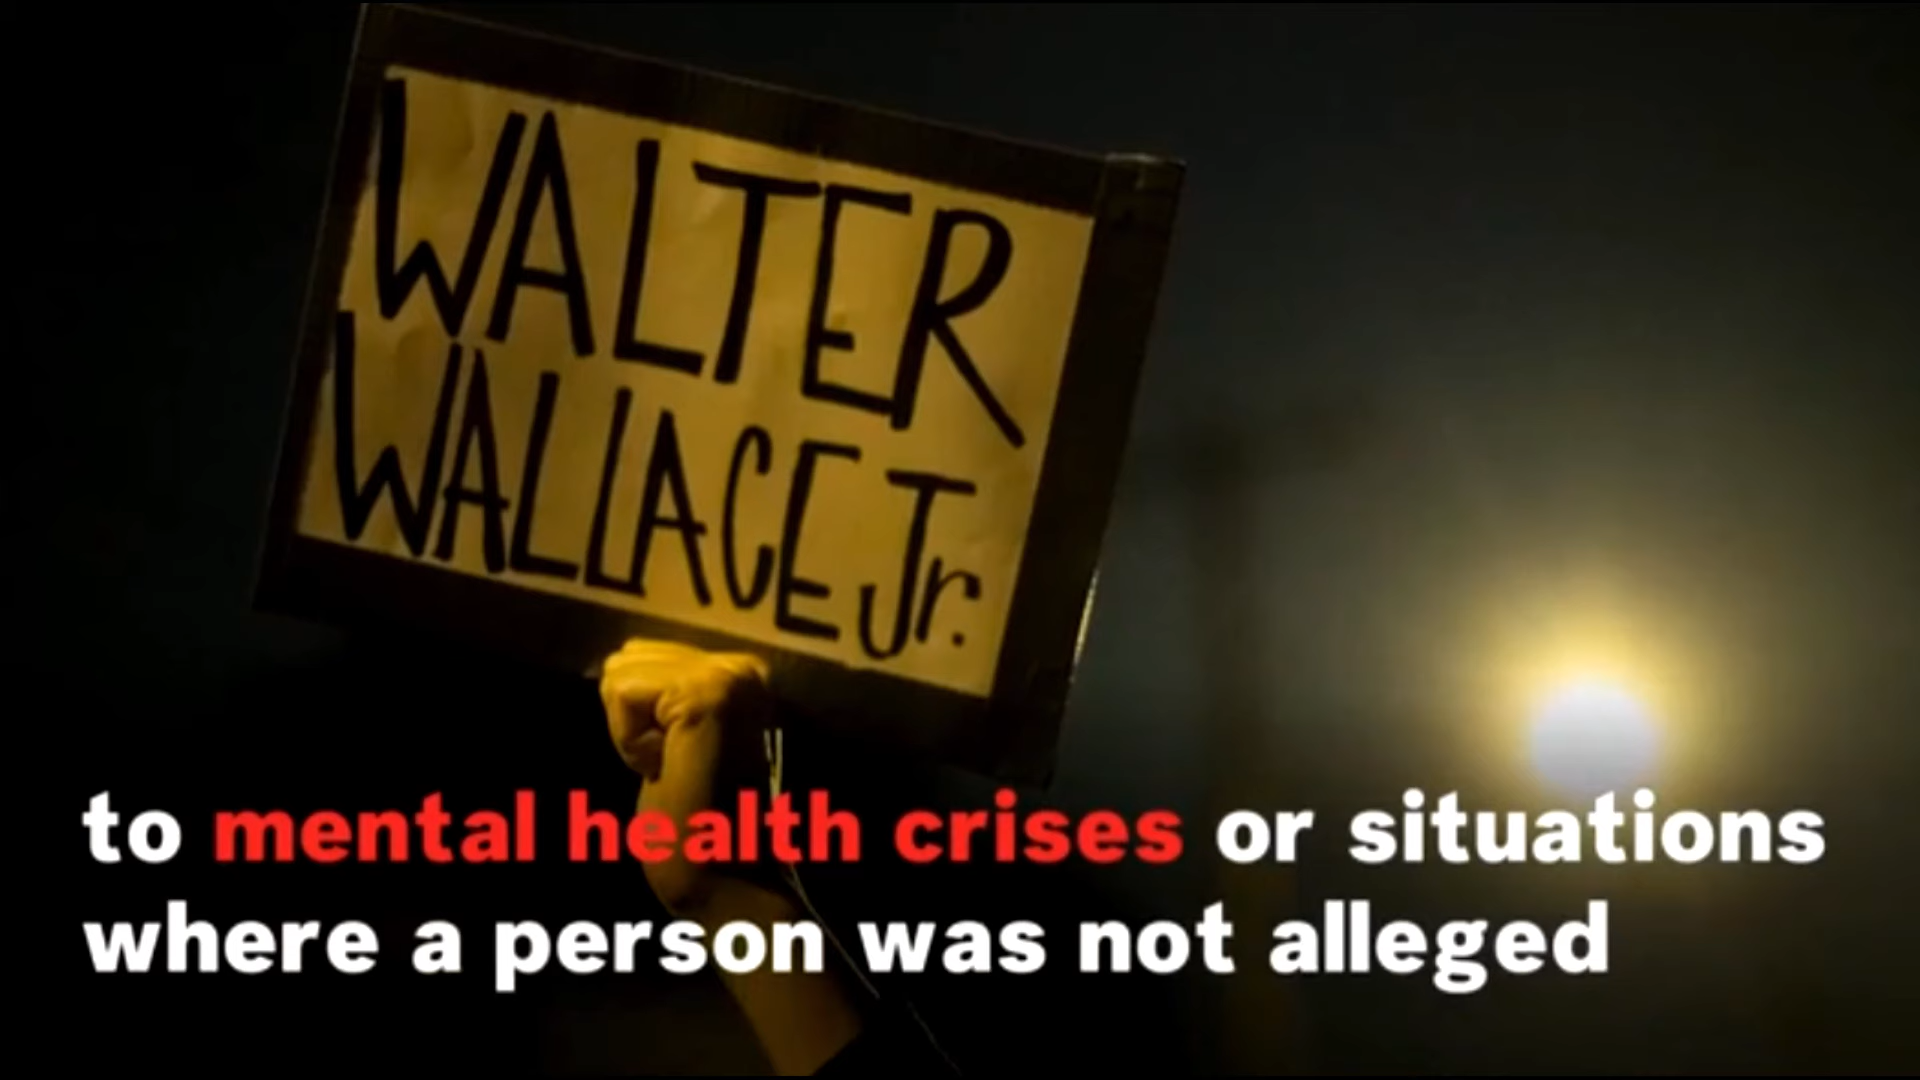 WALTER
WALLACE Jr.
to mental health crises or situations
where a person was not alleged